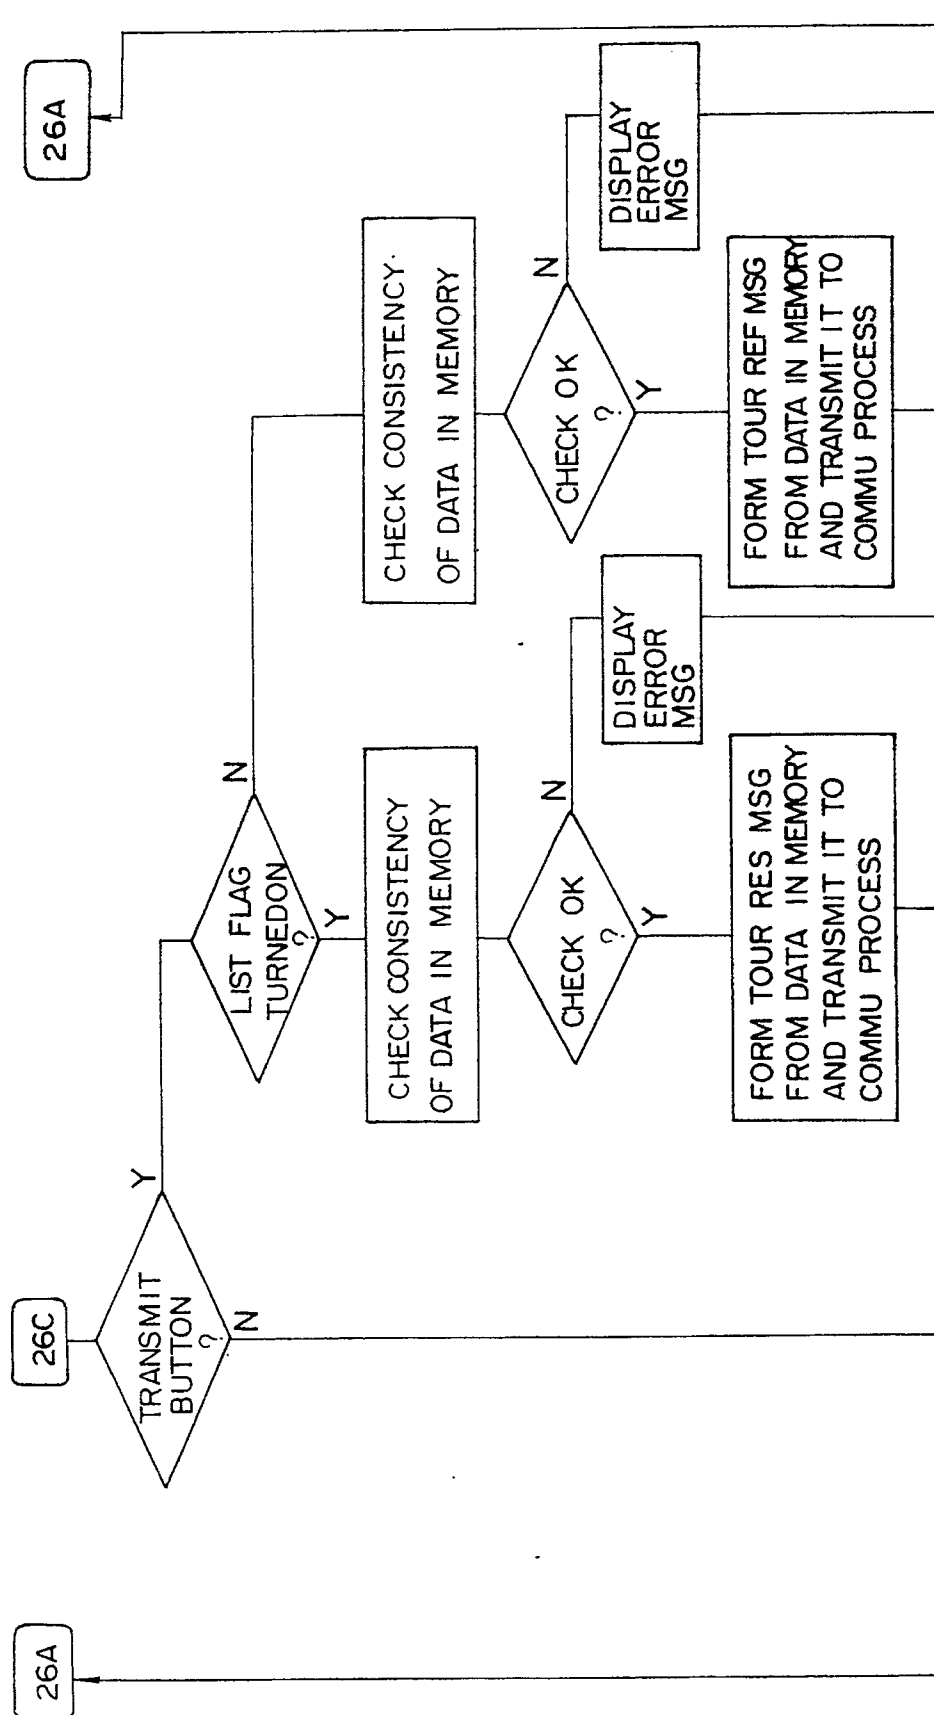 26A
26C
26A
TRANSMIT
BUTTON
?
Y
N
LIST FLAG
TURNEDON
?
N
Y
CHECK CONSISTENCY
OF DATA IN MEMORY
CHECK CONSISTENCY
OF DATA IN MEMORY
CHECK OK
?
N
Y
CHECK OK
?
N
Y
DISPLAY
ERROR
MSG
DISPLAY
ERROR
MSG
FORM TOUR RES MSG
FROM DATA IN MEMORY
AND TRANSMIT IT TO
COMMU PROCESS
FORM TOUR REF MSG
FROM DATA IN MEMORY
AND TRANSMIT IT TO
COMMU PROCESS